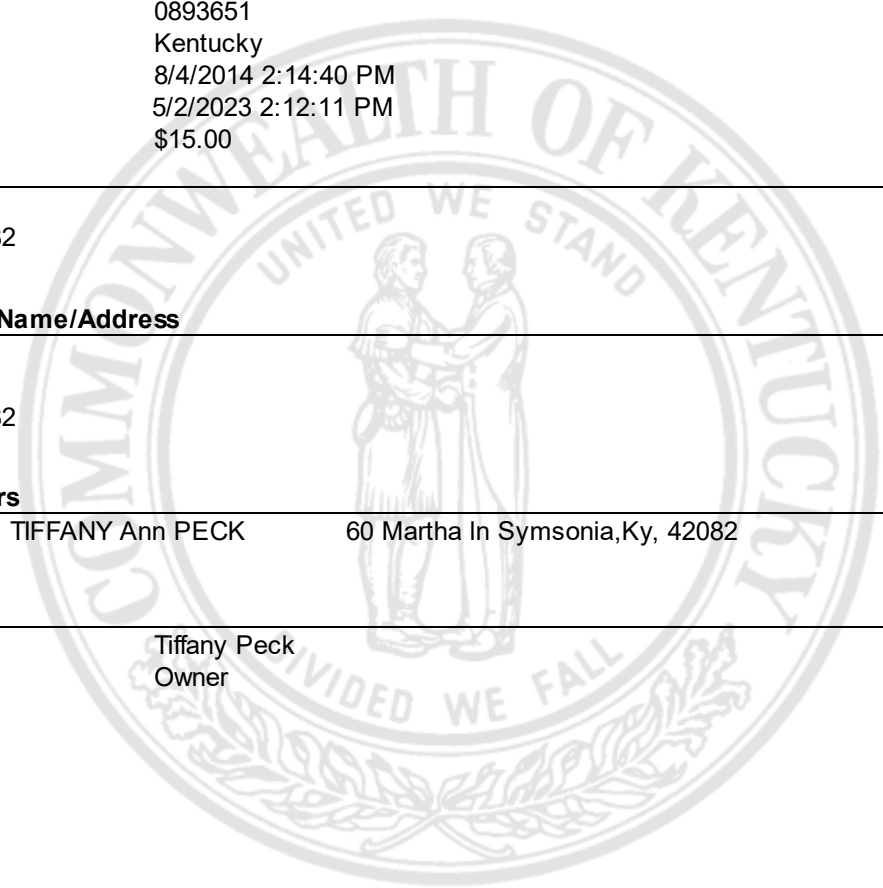 0893651
Kentucky
8/4/2014 2:14:40 PM
5/2/2023 2:12:11 PM
$15.00
COMMONWEALTH OF KENTUCKY
UNITED WE STAND
2
Name/Address
2
rs
TIFFANY Ann PECK 60 Martha ln Symsonia,Ky, 42082
Tiffany Peck
Owner
DIVIDED WE FALL